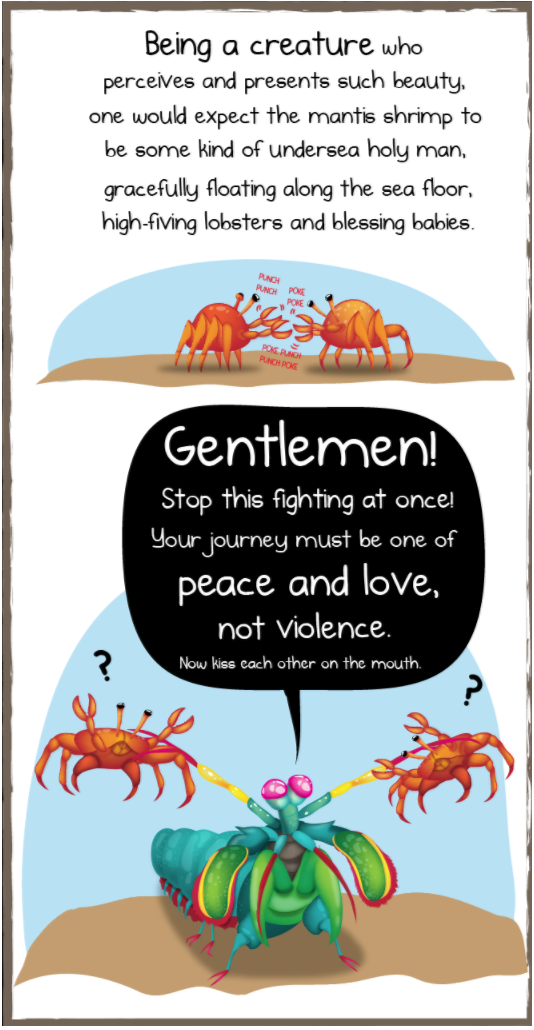 Being a creature who
perceives and presents such beauty,
one would expect the mantis shrimp to
be some kind of undersea holy man,
gracefully floating along the sea floor,
high-fiving lobsters and blessing babies.
PUNCH
PUNCH
POKE
POKE
POKE PUNCH
PUNCH POKE
Gentlemen!
Stop this fighting at once!
Your journey must be one of
peace and love,
not violence.
Now kiss each other on the mouth.
?
?